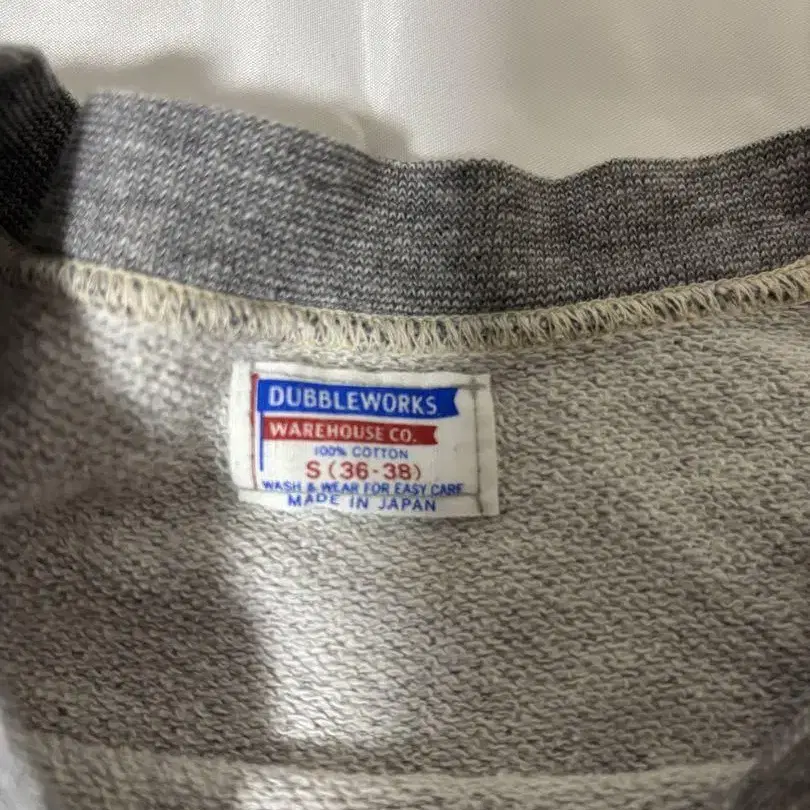 DUBBLEWORKS
WAREHOUSE CO.
100% COTTON
S (36-38)
WASH & WEAR FOR EASY CARE
MADE IN JAPAN